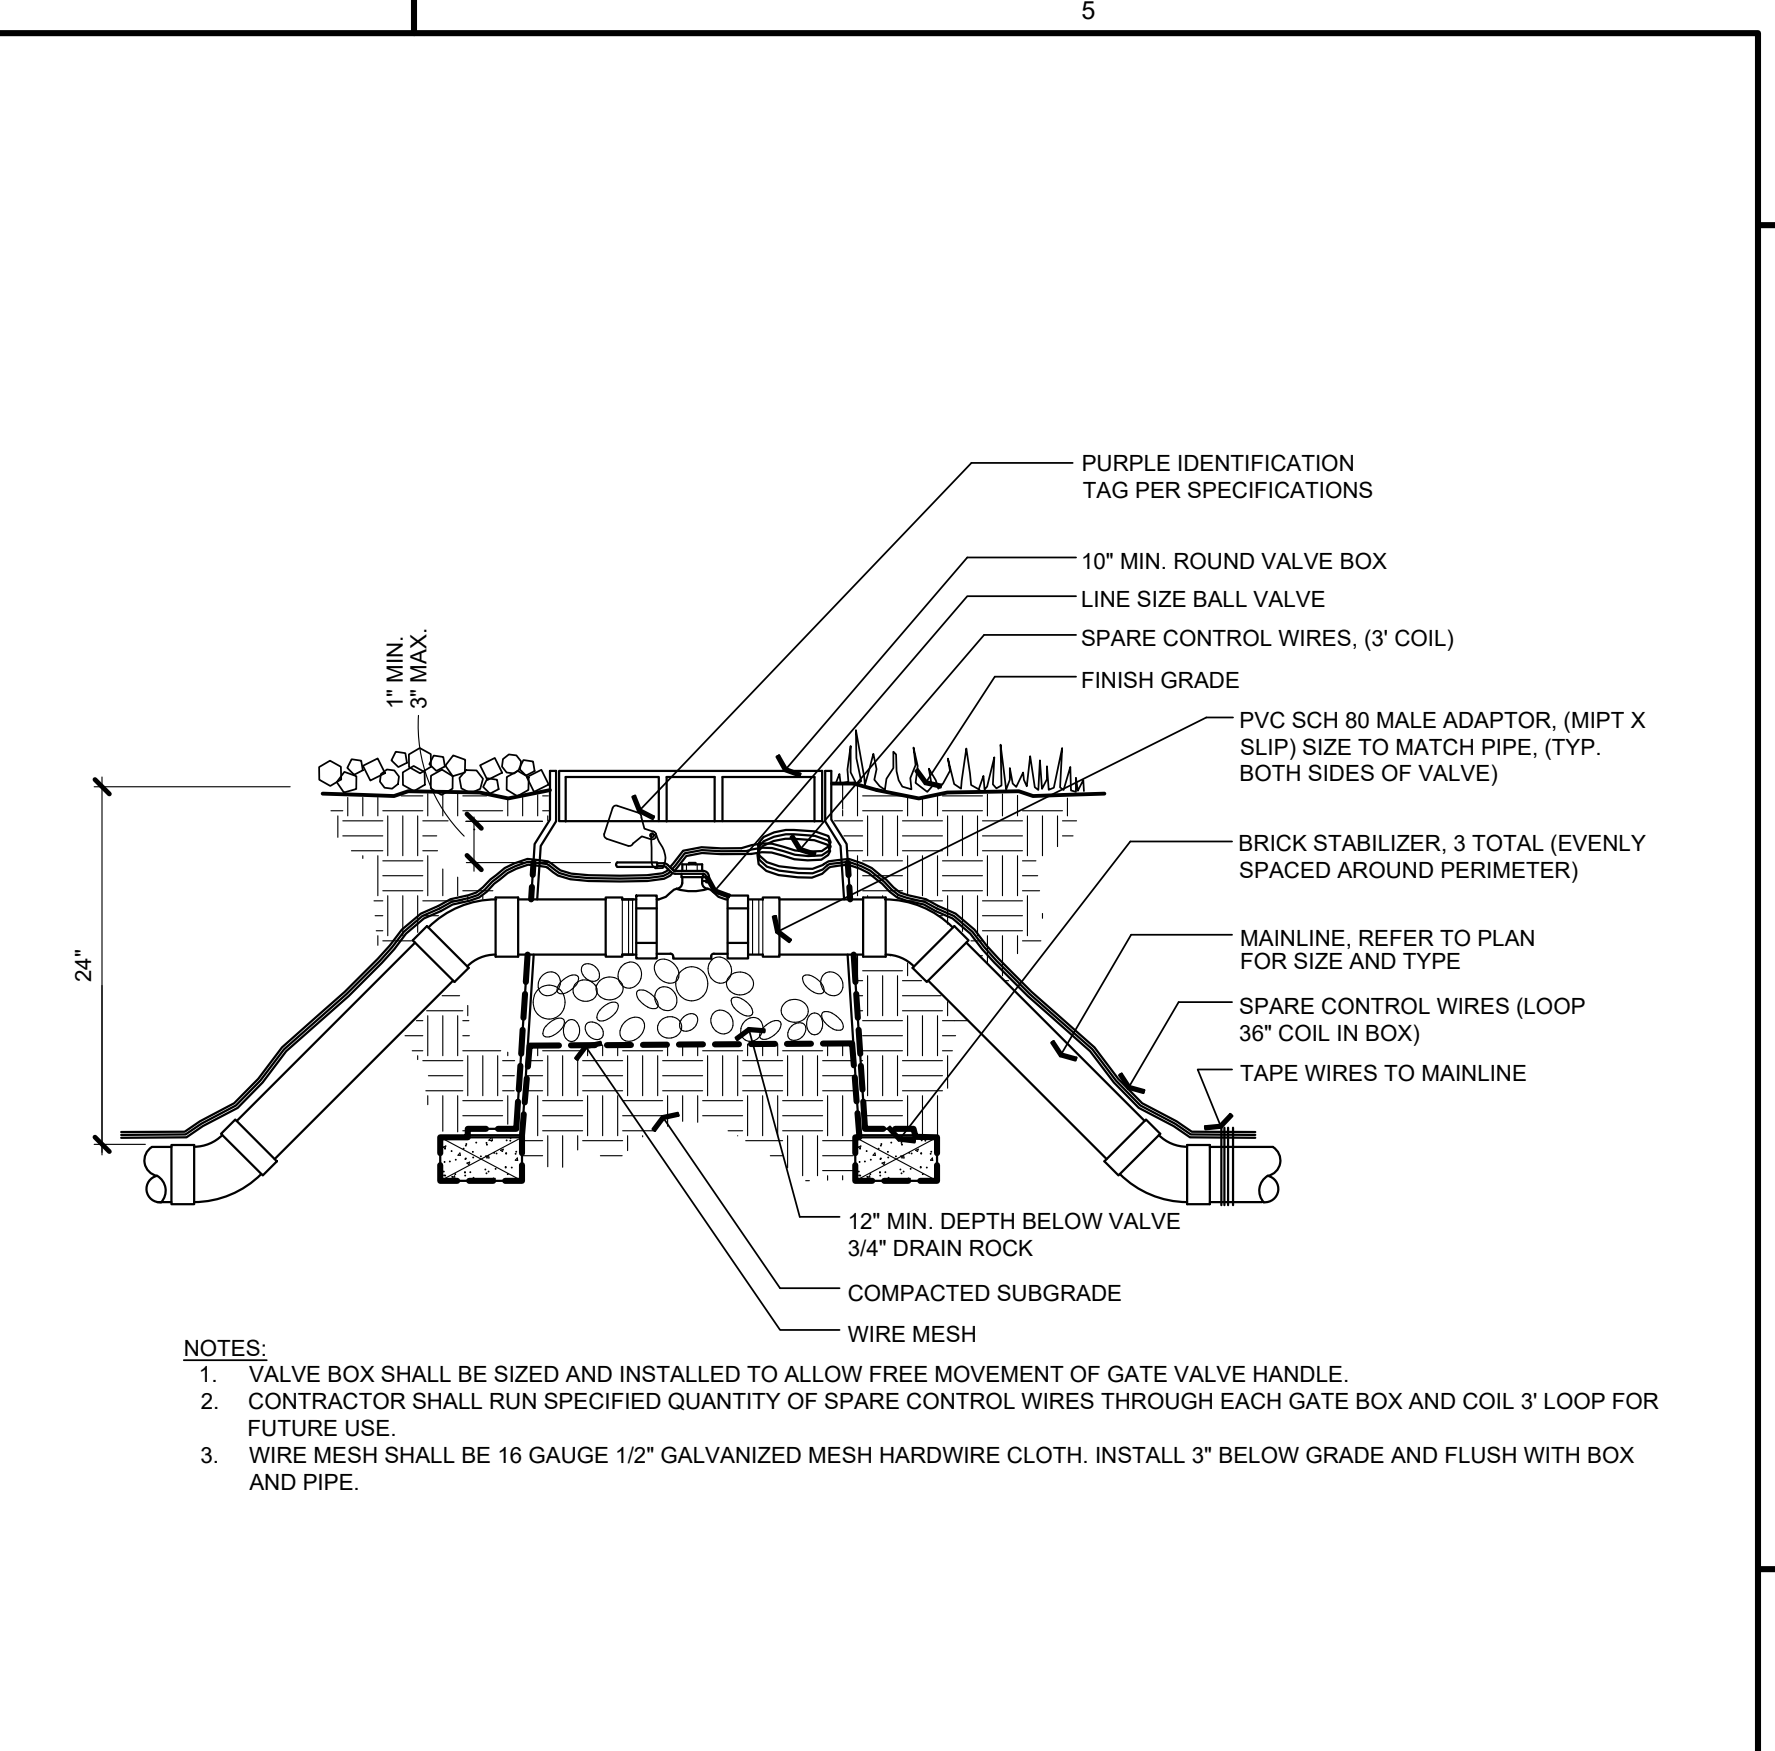 5
PURPLE IDENTIFICATION
TAG PER SPECIFICATIONS
10" MIN. ROUND VALVE BOX
LINE SIZE BALL VALVE
SPARE CONTROL WIRES, (3' COIL)
FINISH GRADE
1" MIN.
3" MAX.
PVC SCH 80 MALE ADAPTOR, (MIPT X
SLIP) SIZE TO MATCH PIPE, (TYP.
BOTH SIDES OF VALVE)
BRICK STABILIZER, 3 TOTAL (EVENLY
SPACED AROUND PERIMETER)
24"
MAINLINE, REFER TO PLAN
FOR SIZE AND TYPE
SPARE CONTROL WIRES (LOOP
36" COIL IN BOX)
TAPE WIRES TO MAINLINE
12" MIN. DEPTH BELOW VALVE
3/4" DRAIN ROCK
COMPACTED SUBGRADE
WIRE MESH
NOTES:
1. VALVE BOX SHALL BE SIZED AND INSTALLED TO ALLOW FREE MOVEMENT OF GATE VALVE HANDLE.
2. CONTRACTOR SHALL RUN SPECIFIED QUANTITY OF SPARE CONTROL WIRES THROUGH EACH GATE BOX AND COIL 3' LOOP FOR
FUTURE USE.
3. WIRE MESH SHALL BE 16 GAUGE 1/2" GALVANIZED MESH HARDWIRE CLOTH. INSTALL 3" BELOW GRADE AND FLUSH WITH BOX
AND PIPE.